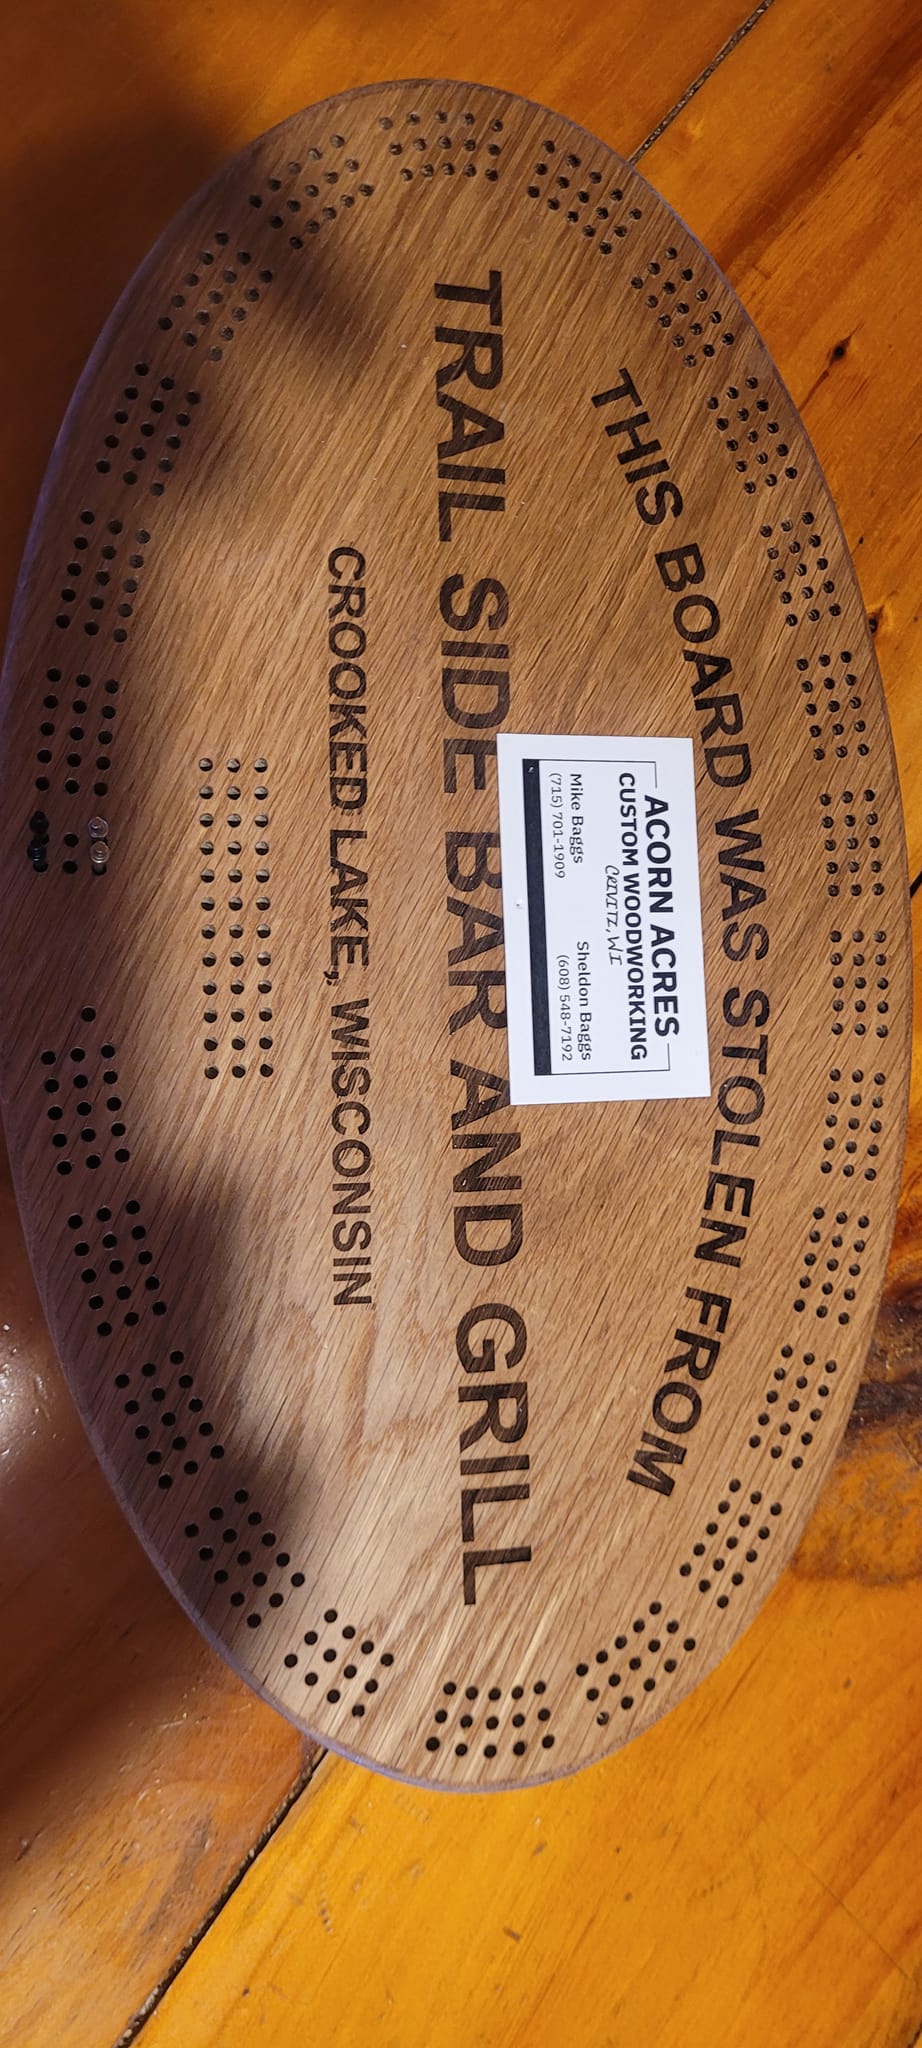 THIS BOARD WAS STOLEN FROM
TRAIL SIDE BAR AND GRILL
CROOKED LAKE, WISCONSIN
ACORN ACRES
CUSTOM WOODWORKING
CRIVITZ, WI
Mike Baggs Sheldon Baggs
(715) 701-1909 (608) 548-7192